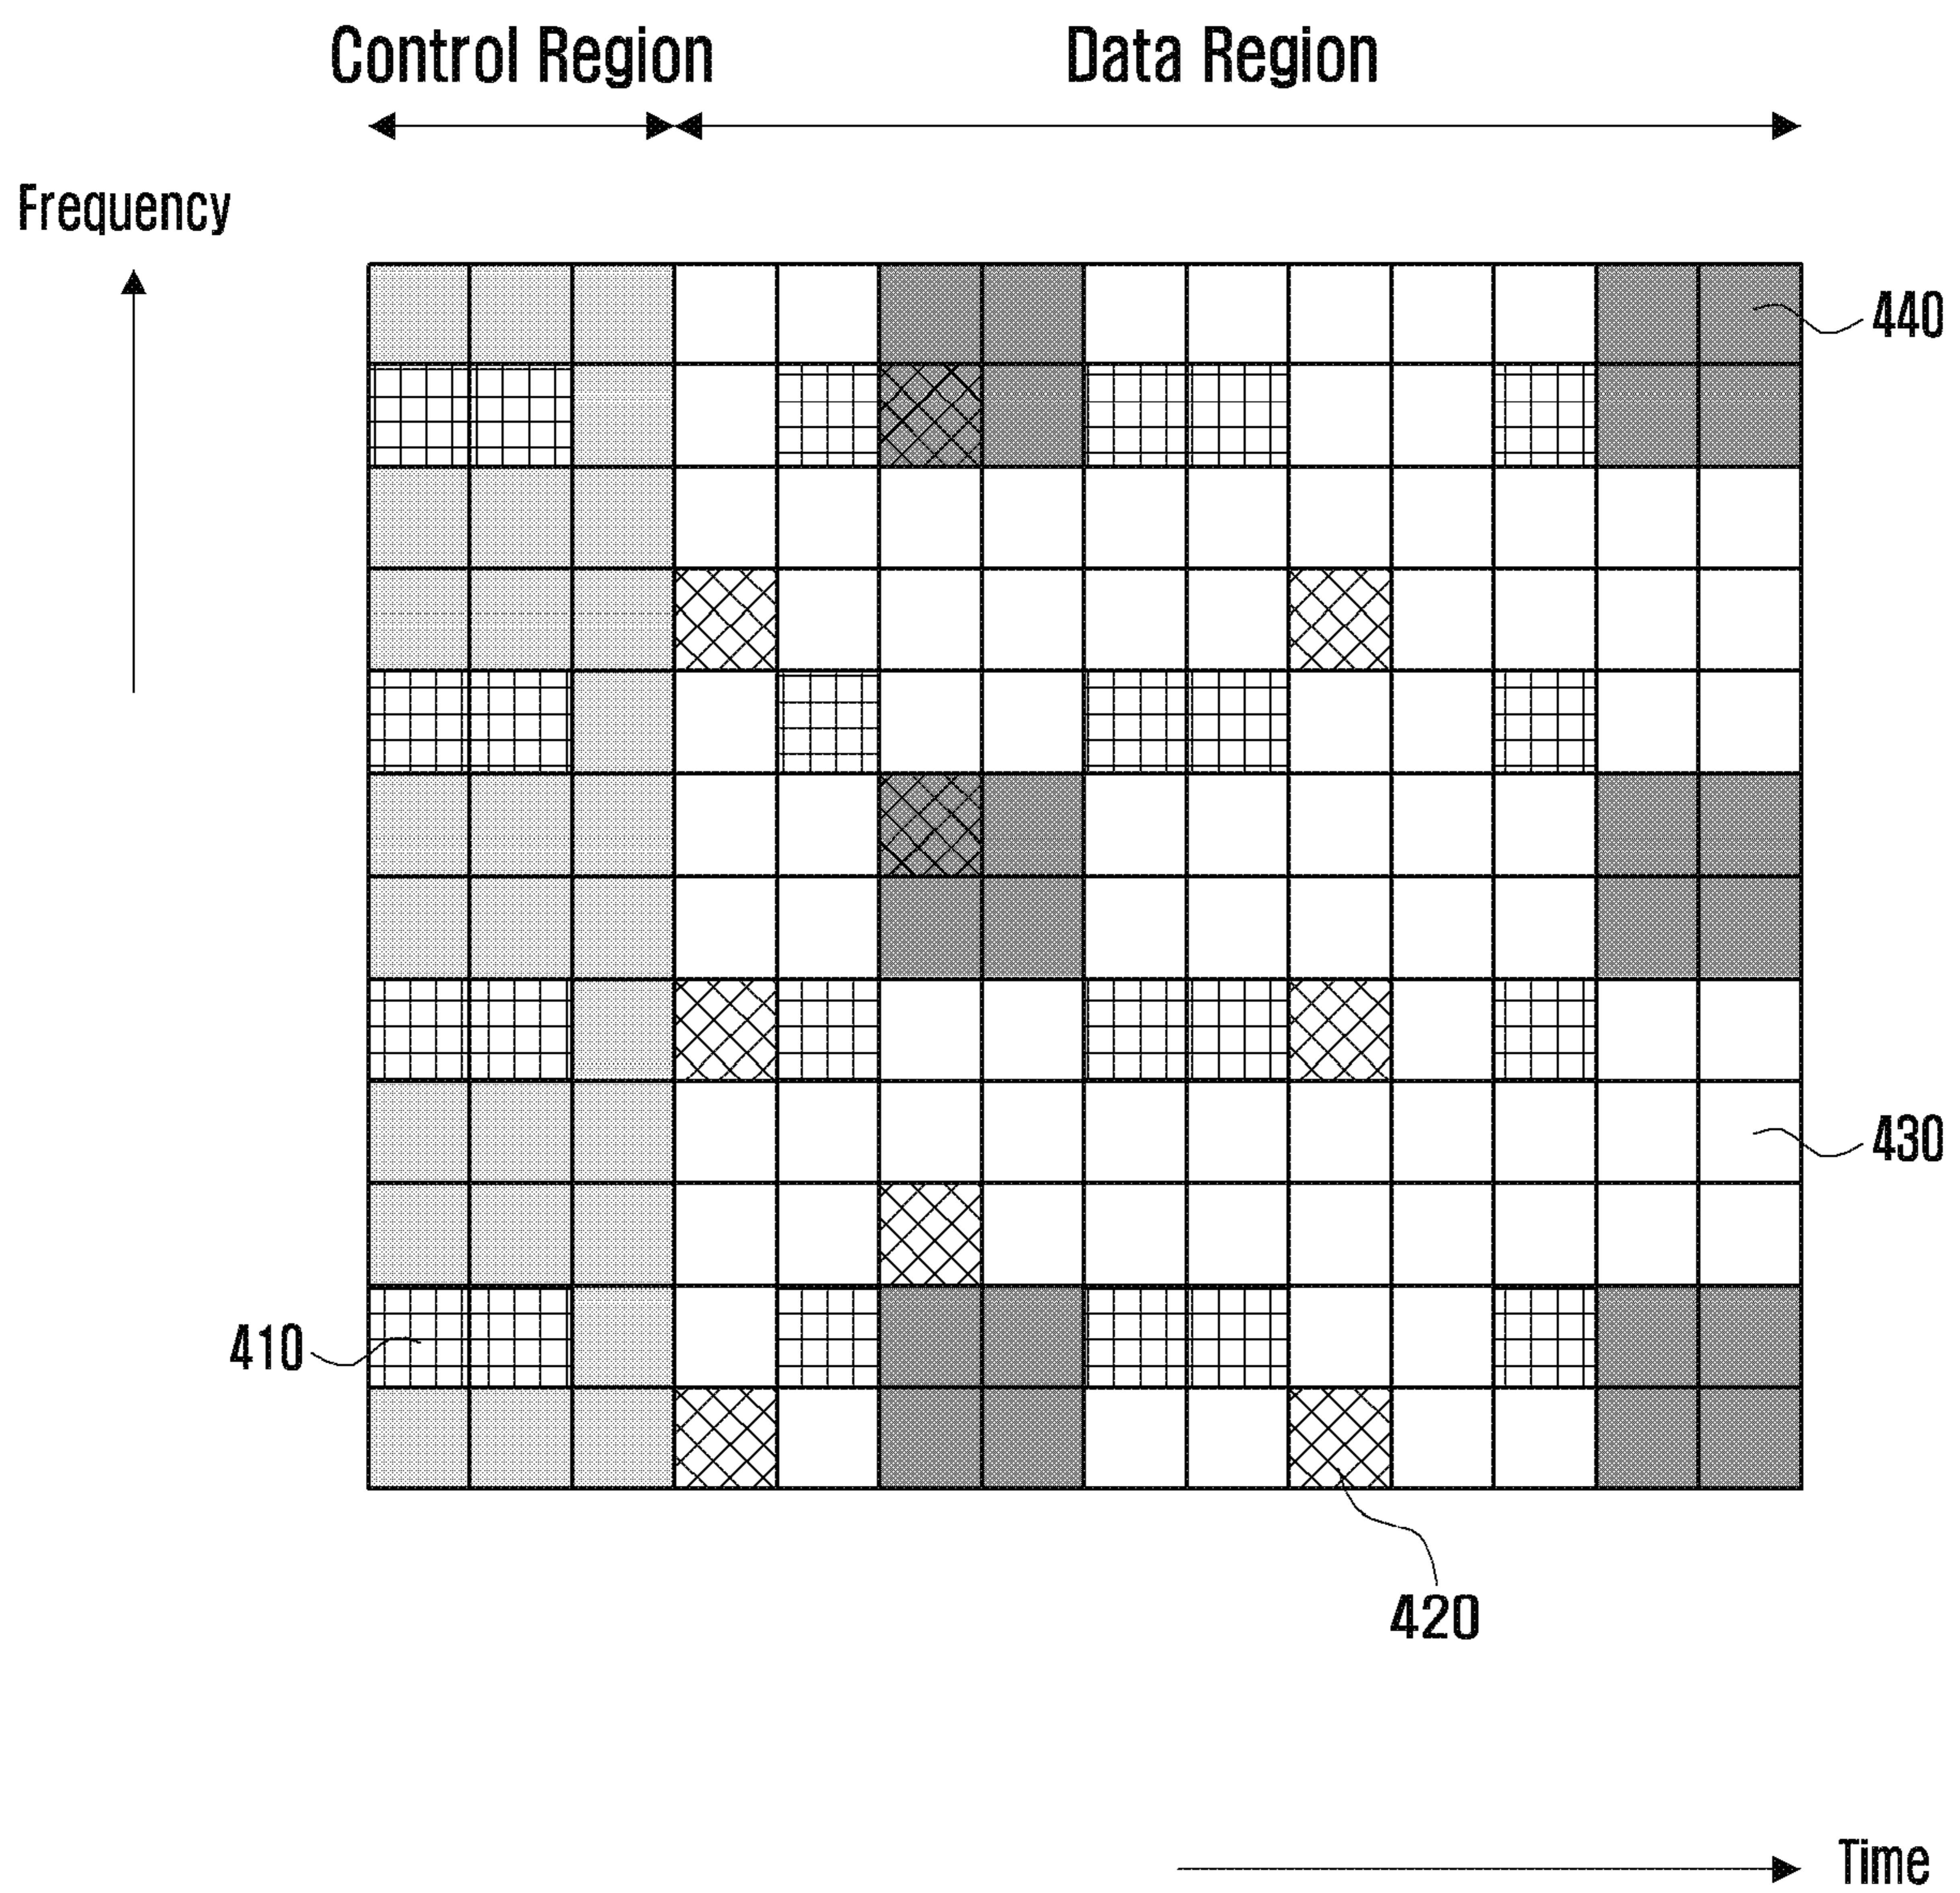 Control Region
Data Region
Frequency
440
430
410
420
Time